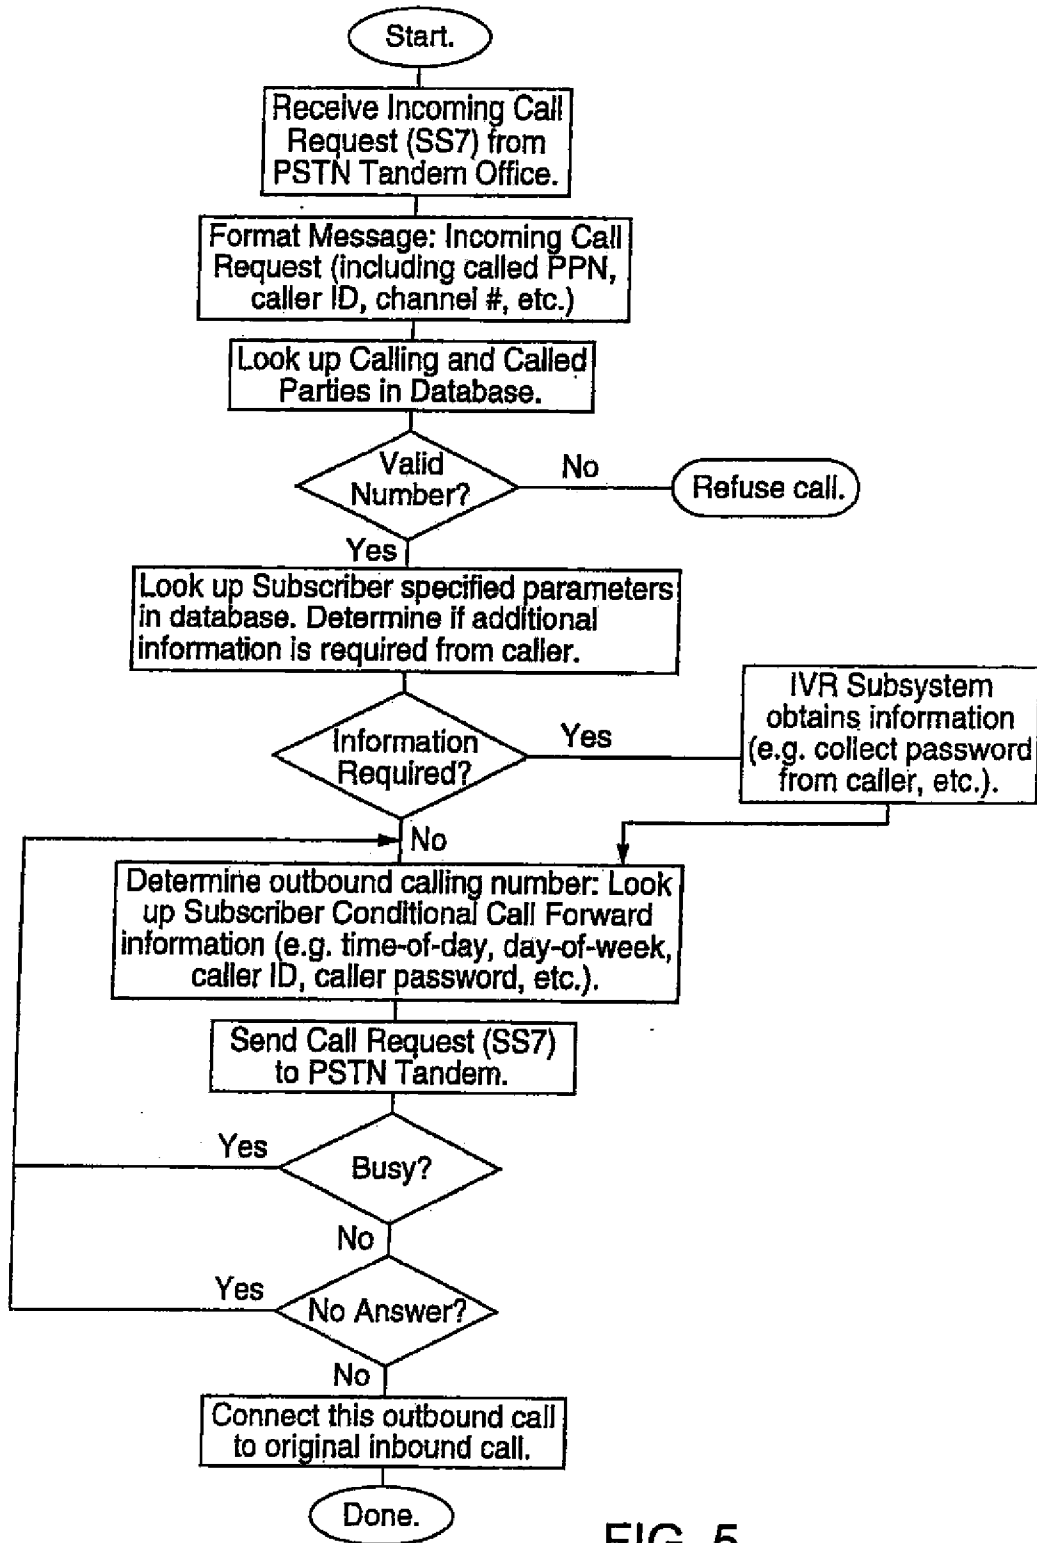 Start.
Receive Incoming Call
Request (SS7) from
PSTN Tandem Office.
Format Message: Incoming Call
Request (including called PPN,
caller ID, channel #, etc.)
Look up Calling and Called
Parties in Database.
Valid
Number?
No
Refuse call.
Yes
Look up Subscriber specified parameters
in database. Determine if additional
information is required from caller.
Information
Required?
Yes
IVR Subsystem
obtains information
(e.g. collect password
from caller, etc.).
No
Determine outbound calling number: Look
up Subscriber Conditional Call Forward
information (e.g. time-of-day, day-of-week,
caller ID, caller password, etc.).
Send Call Request (SS7)
to PSTN Tandem.
Yes
Busy?
No
Yes
No Answer?
No
Connect this outbound call
to original inbound call.
Done.
FIG. 5